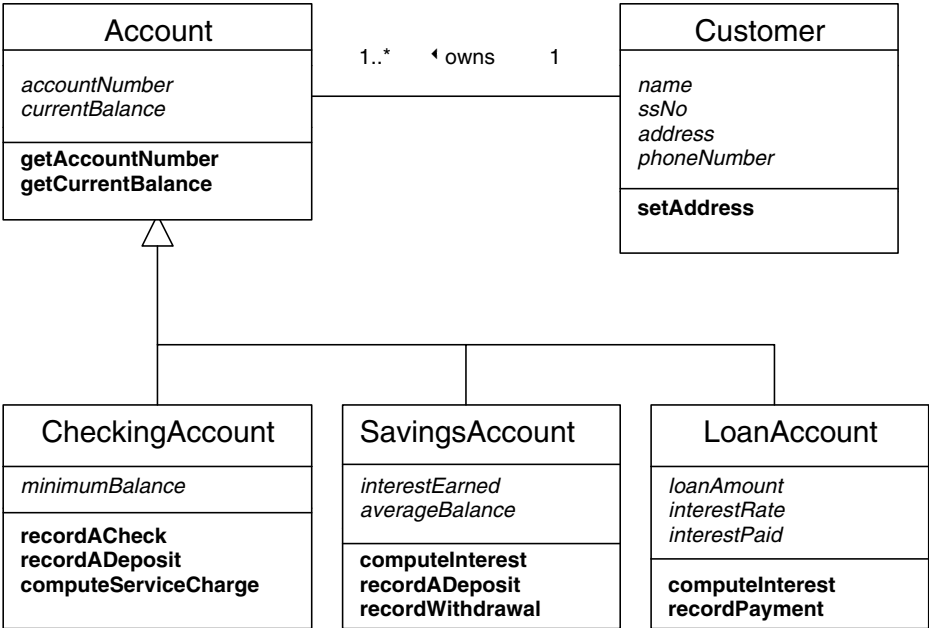 Account
accountNumber
currentBalance
getAccountNumber
getCurrentBalance
1..* owns 1
Customer
name
ssNo
address
phoneNumber
setAddress
CheckingAccount
minimumBalance
recordACheck
recordADeposit
computeServiceCharge
SavingsAccount
interestEarned
averageBalance
computeInterest
recordADeposit
recordWithdrawal
LoanAccount
loanAmount
interestRate
interestPaid
computeInterest
recordPayment